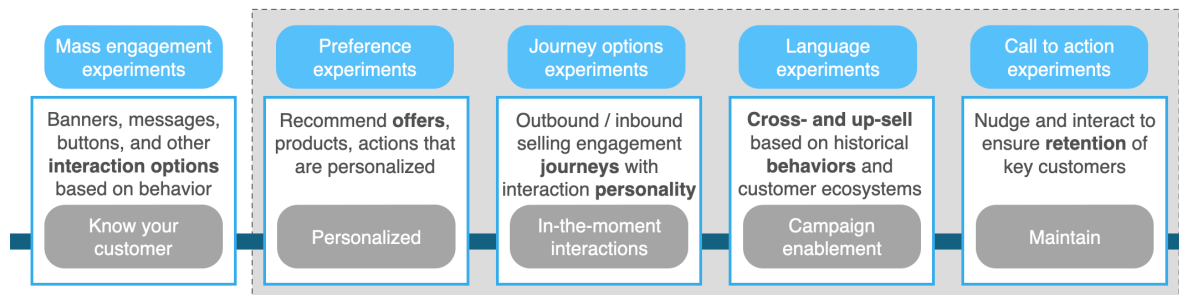 Mass engagement
experiments
Banners, messages,
buttons, and other
interaction options
based on behavior
Know your
customer
Preference
experiments
Recommend offers,
products, actions that
are personalized
Personalized
Journey options
experiments
Outbound / inbound
selling engagement
journeys with
interaction personality
In-the-moment
interactions
Language
experiments
Cross- and up-sell
based on historical
behaviors and
customer ecosystems
Campaign
enablement
Call to action
experiments
Nudge and interact to
ensure retention of
key customers
Maintain